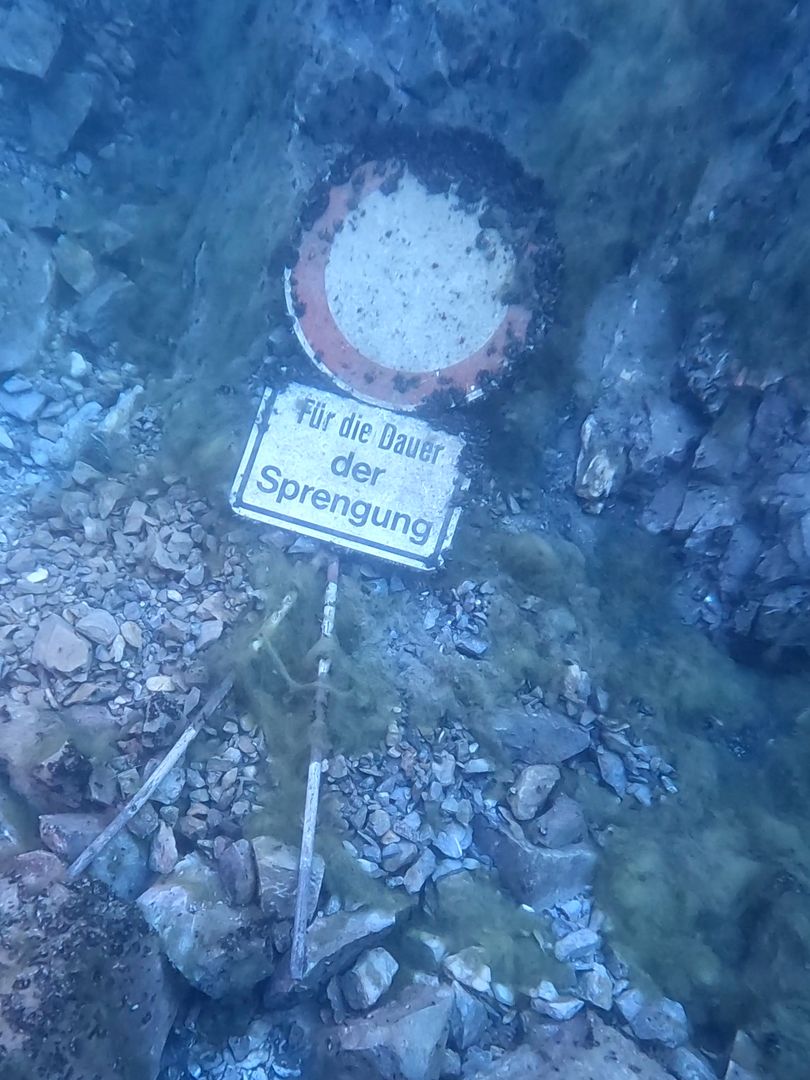 Für die Dauer
der
Sprengung